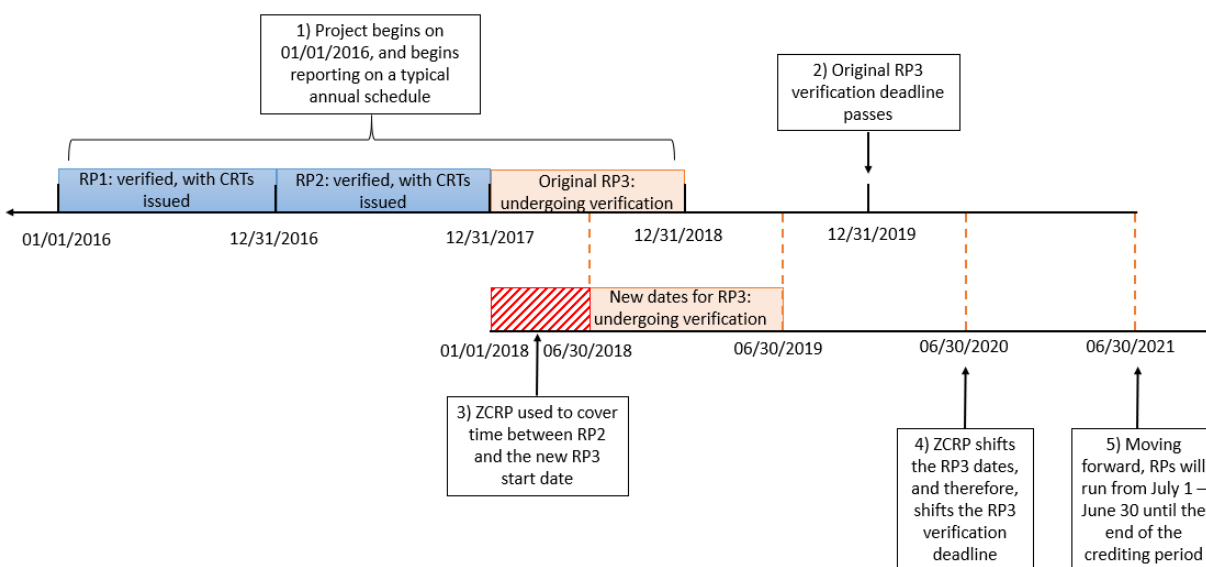 1) Project begins on
01/01/2016, and begins
reporting on a typical
annual schedule
2) Original RP3
verification deadline
passes
RP1: verified, with CRTs
issued
RP2: verified, with CRTs
issued
Original RP3:
undergoing verification
01/01/2016
12/31/2016
12/31/2017
12/31/2018
12/31/2019
New dates for RP3:
undergoing verification
01/01/2018
06/30/2018
06/30/2019
06/30/2020
06/30/2021
3) ZCRP used to cover
time between RP2
and the new RP3
start date
4) ZCRP shifts
the RP3 dates,
and therefore,
shifts the RP3
verification
deadline
5) Moving
forward, RPs will
run from July 1 –
June 30 until the
end of the
crediting period